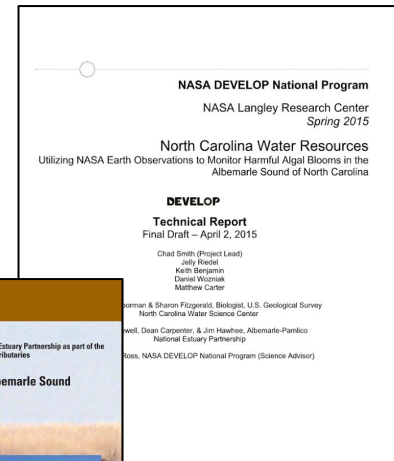 NASA DEVELOP National Program
NASA Langley Research Center
Spring 2015
North Carolina Water Resources
Utilizing NASA Earth Observations to Monitor Harmful Algal Blooms in the
Albemarle Sound of North Carolina
DEVELOP
Technical Report
Final Draft – April 2, 2015
Chad Smith (Project Lead)
Jelly Riedel
Keith Benjamin
Daniel Wozniak
Matthew Carter
& Sharon Fitzgerald, Biologist, U.S. Geological Survey
North Carolina Water Science Center
Dean Carpenter, & Jim Hawhee, Albemarle-Pamlico
National Estuary Partnership
Ross, NASA DEVELOP National Program (Science Advisor)
Estuary Partnership as part of the
Sound